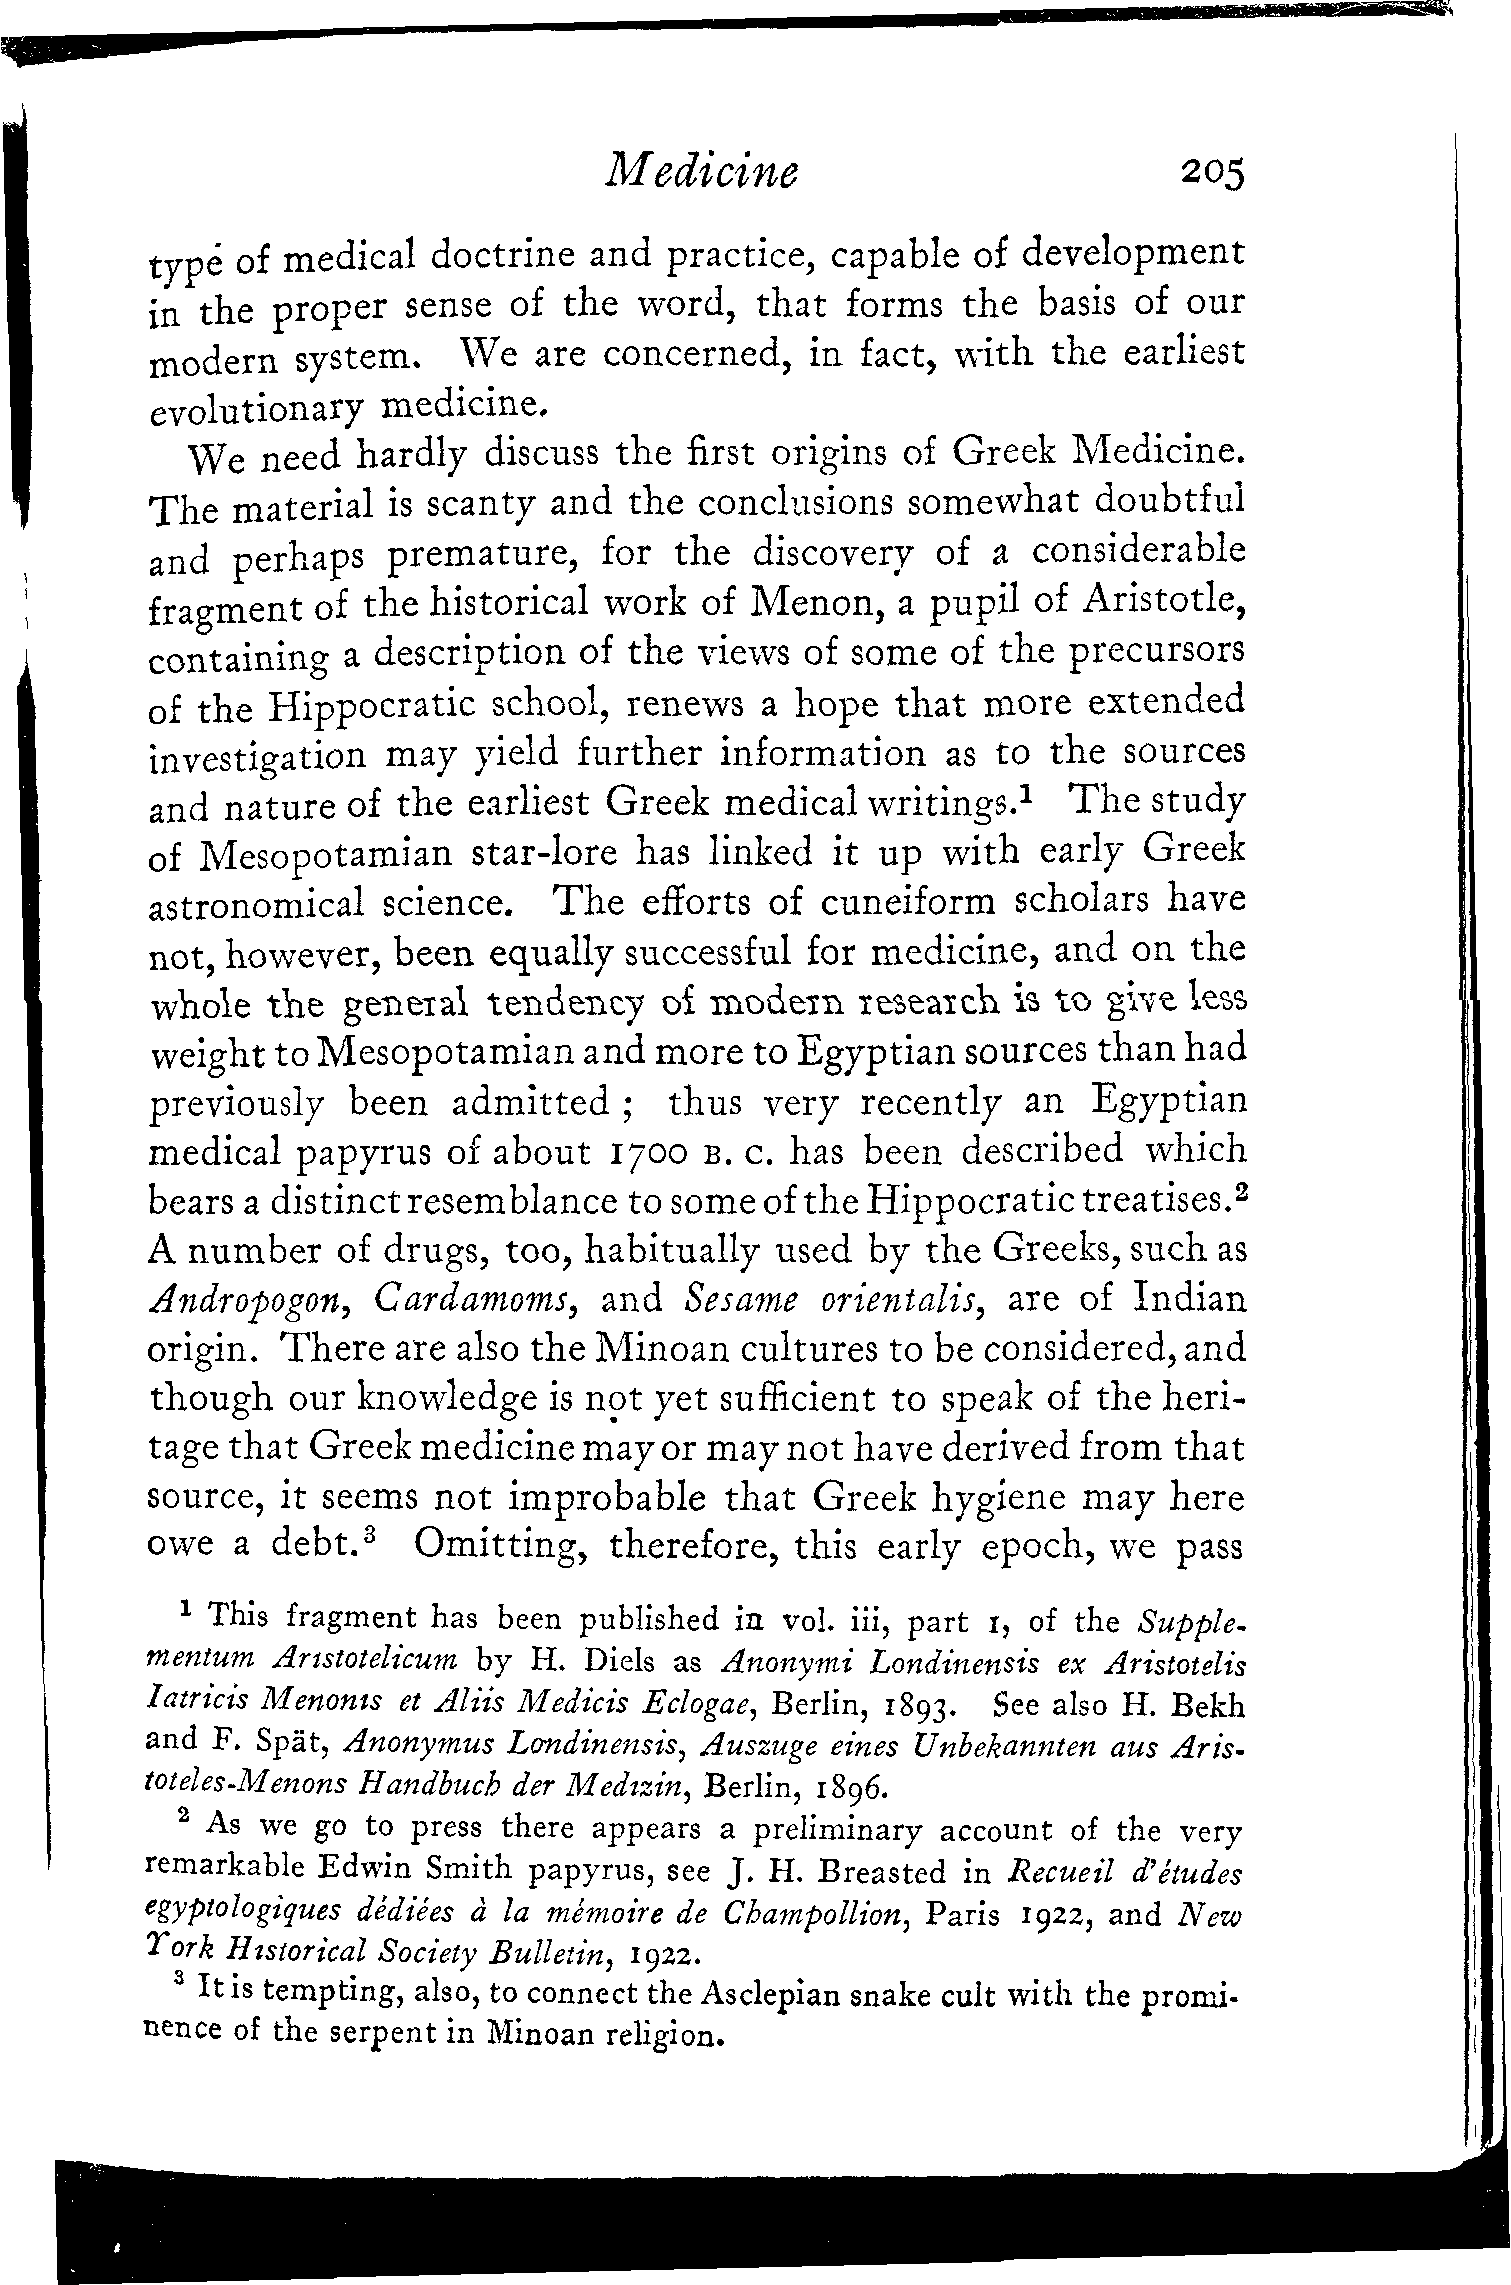 Medicine 205
type of medical doctrine and practice, capable of development
in the proper sense of the word, that forms the basis of our
modern system. We are concerned, in fact, with the earliest
evolutionary medicine.
We need hardly discuss the first origins of Greek Medicine.
The material is scanty and the conclusions somewhat doubtful
and perhaps premature, for the discovery of a considerable
fragment of the historical work of Menon, a pupil of Aristotle,
containing a description of the views of some of the precursors
of the Hippocratic school, renews a hope that more extended
investigation may yield further information as to the sources
and nature of the earliest Greek medical writings.¹ The study
of Mesopotamian star-lore has linked it up with early Greek
astronomical science. The efforts of cuneiform scholars have
not, however, been equally successful for medicine, and on the
whole the general tendency of modern research is to give less
weight to Mesopotamian and more to Egyptian sources than had
previously been admitted ; thus very recently an Egyptian
medical papyrus of about 1700 B. C. has been described which
bears a distinct resemblance to some of the Hippocratic treatises.²
A number of drugs, too, habitually used by the Greeks, such as
Andropogon, Cardamoms, and Sesame orientalis, are of Indian
origin. There are also the Minoan cultures to be considered, and
though our knowledge is not yet sufficient to speak of the heri-
tage that Greek medicine may or may not have derived from that
source, it seems not improbable that Greek hygiene may here
owe a debt.³ Omitting, therefore, this early epoch, we pass
¹ This fragment has been published in vol. iii, part 1, of the Supple-
mentum Aristotelicum by H. Diels as Anonymi Londinensis ex Aristotelis
Iatricis Menonis et Aliis Medicis Eclogae, Berlin, 1893. See also H. Bekh
and F. Spät, Anonymus Londinensis, Auszuge eines Unbekannten aus Aris-
toteles-Menons Handbuch der Medizin, Berlin, 1896.
² As we go to press there appears a preliminary account of the very
remarkable Edwin Smith papyrus, see J. H. Breasted in Recueil d'études
egyptologiques dédiées à la mémoire de Champollion, Paris 1922, and New
York Historical Society Bulletin, 1922.
³ It is tempting, also, to connect the Asclepian snake cult with the promi-
nence of the serpent in Minoan religion.